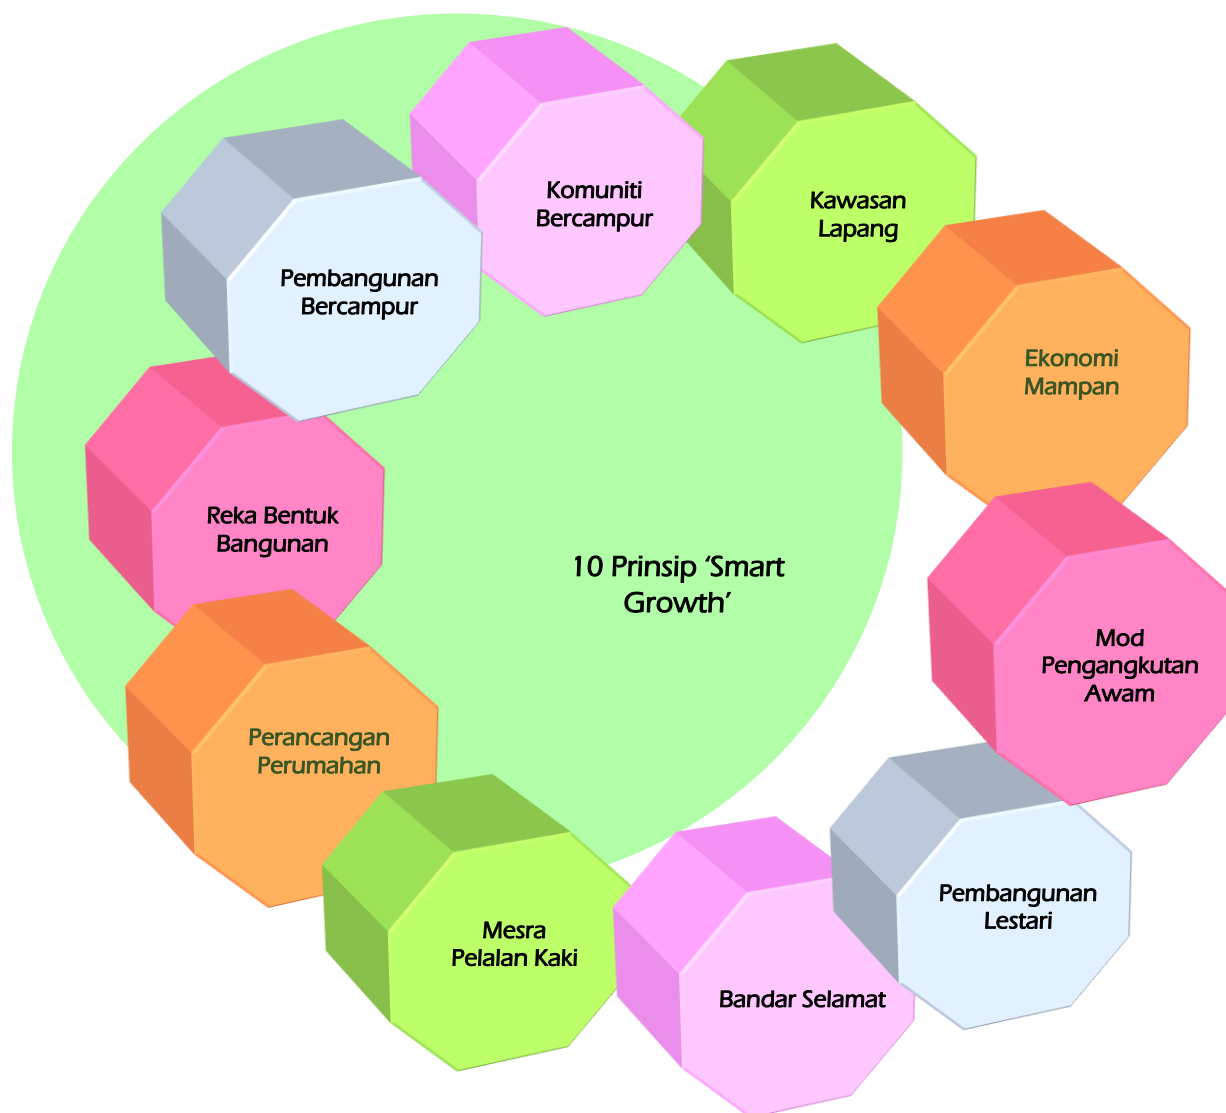 Komuniti
Bercampur
Kawasan
Lapang
Pembangunan
Bercampur
Ekonomi
Mampan
Reka Bentuk
Bangunan
10 Prinsip ‘Smart
Growth’
Mod
Pengangkutan
Awam
Perancangan
Perumahan
Pembangunan
Lestari
Mesra
Pelalan Kaki
Bandar Selamat